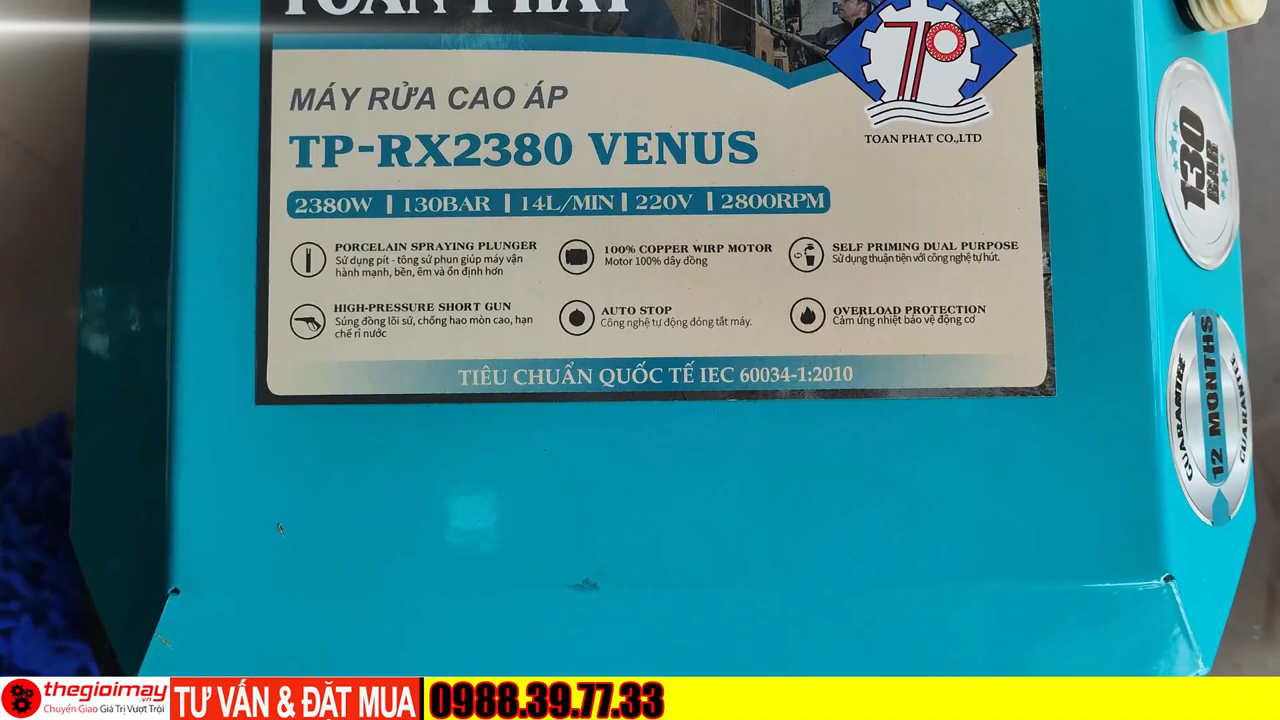 TOAN PHAT
TP
TOAN PHAT CO.,LTD
MÁY RỬA CAO ÁP
TP-RX2380 VENUS
2380W | 130BAR | 14L/MIN | 220V | 2800RPM
PORCELAIN SPRAYING PLUNGER
Sử dụng pít - tông sứ phun giúp máy vận
hành mạnh, bền, êm và ổn định hơn
100% COPPER WIRP MOTOR
Motor 100% dây đồng
SELF PRIMING DUAL PURPOSE
Sử dụng thuận tiện với công nghệ tự hút.
HIGH-PRESSURE SHORT GUN
Súng đồng lõi sứ, chống hao mòn cao, hạn
chế rỉ nước
AUTO STOP
Công nghệ tự động đóng tắt máy.
OVERLOAD PROTECTION
Cảm ứng nhiệt bảo vệ động cơ
TIÊU CHUẨN QUỐC TẾ IEC 60034-1:2010
130
BAR
GUARANTEE
12 MONTHS
GUARANTEE
thegioimay
.vn
Chuyển Giao Giá Trị Vượt Trội
TƯ VẤN & ĐẶT MUA
0988.39.77.33